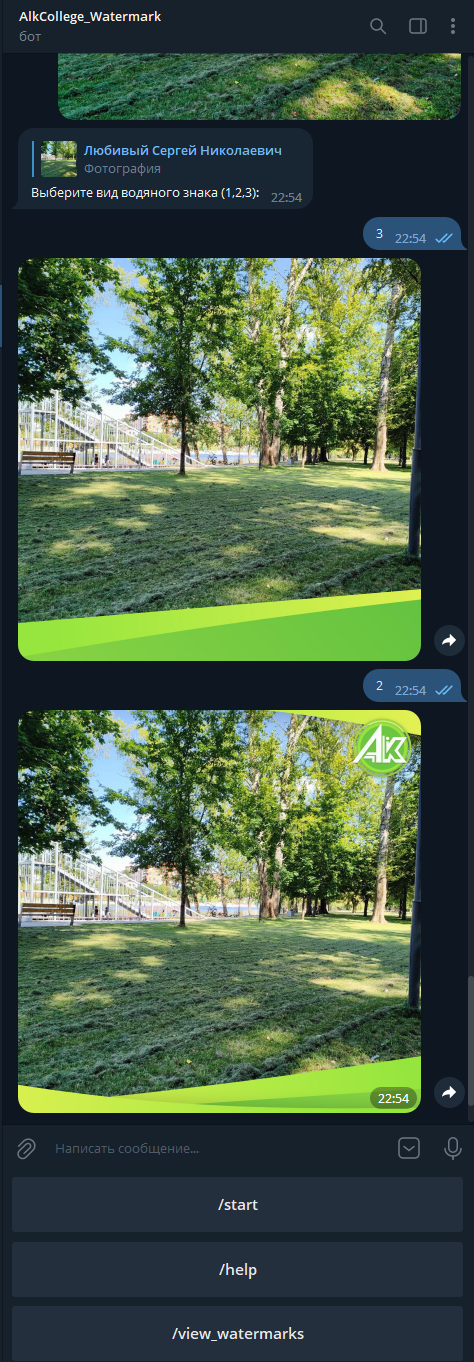 AlkCollege_Watermark
бот
Любивый Сергей Николаевич
Фотография
Выберите вид водяного знака (1,2,3):
22:54
3
22:54
2
22:54
АК
22:54
Написать сообщение...
/start
/help
/view_watermarks